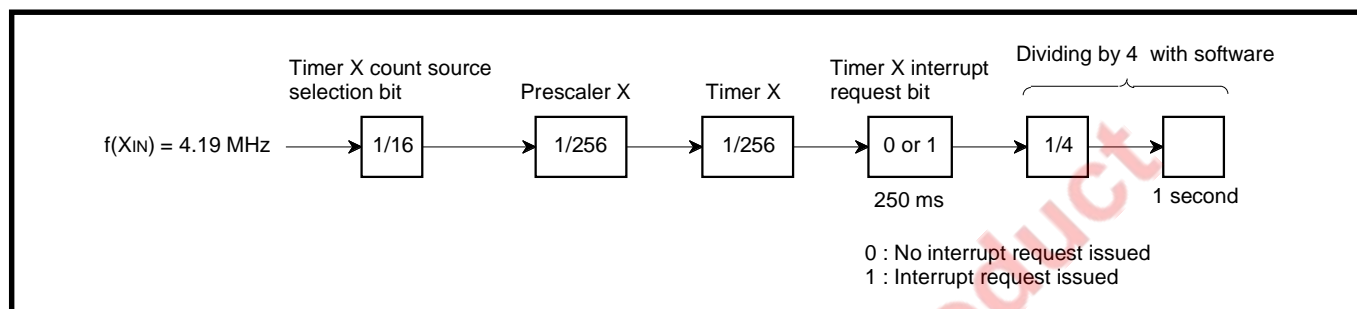 Dividing by 4 with software
Timer X count source
selection bit
Prescaler X
Timer X
Timer X interrupt
request bit
f(XIN) = 4.19 MHz
1/16
1/256
1/256
0 or 1
1/4
250 ms
1 second
0 : No interrupt request issued
1 : Interrupt request issued